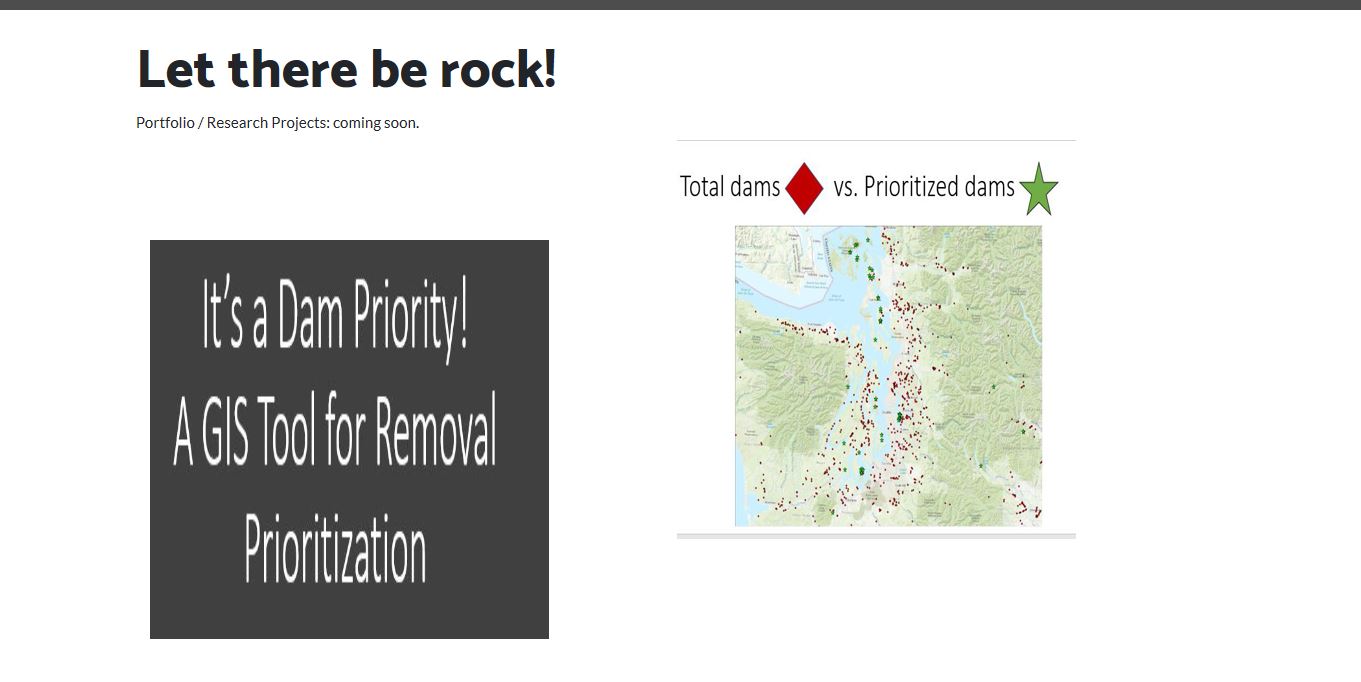 Let there be rock!
Portfolio / Research Projects: coming soon.
Total dams vs. Prioritized dams
It's a Dam Priority!
A GIS Tool for Removal
Prioritization